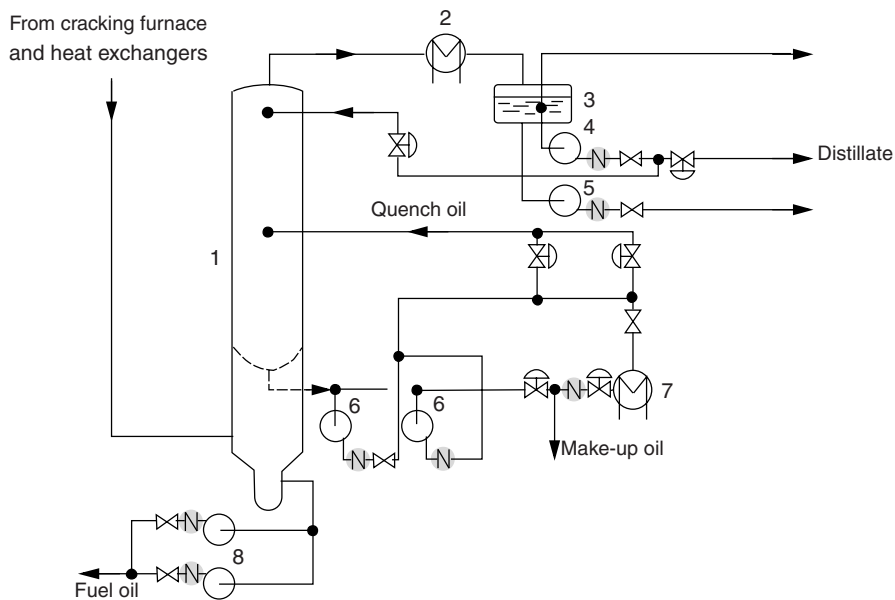 From cracking furnace
and heat exchangers
2
3
4
Distillate
5
Quench oil
1
6
6
7
Make-up oil
8
Fuel oil